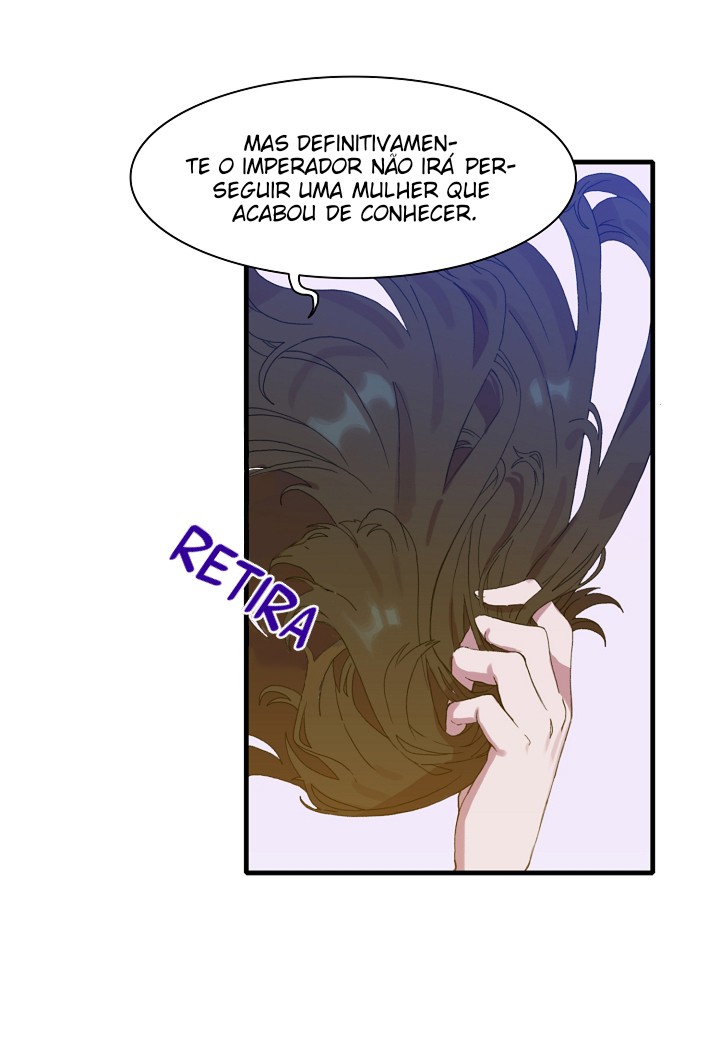 MAS DEFINITIVAMEN-
TE O IMPERADOR NÃO IRÁ PER-
SEGUIR UMA MULHER QUE
ACABOU DE CONHECER.
RETIRA